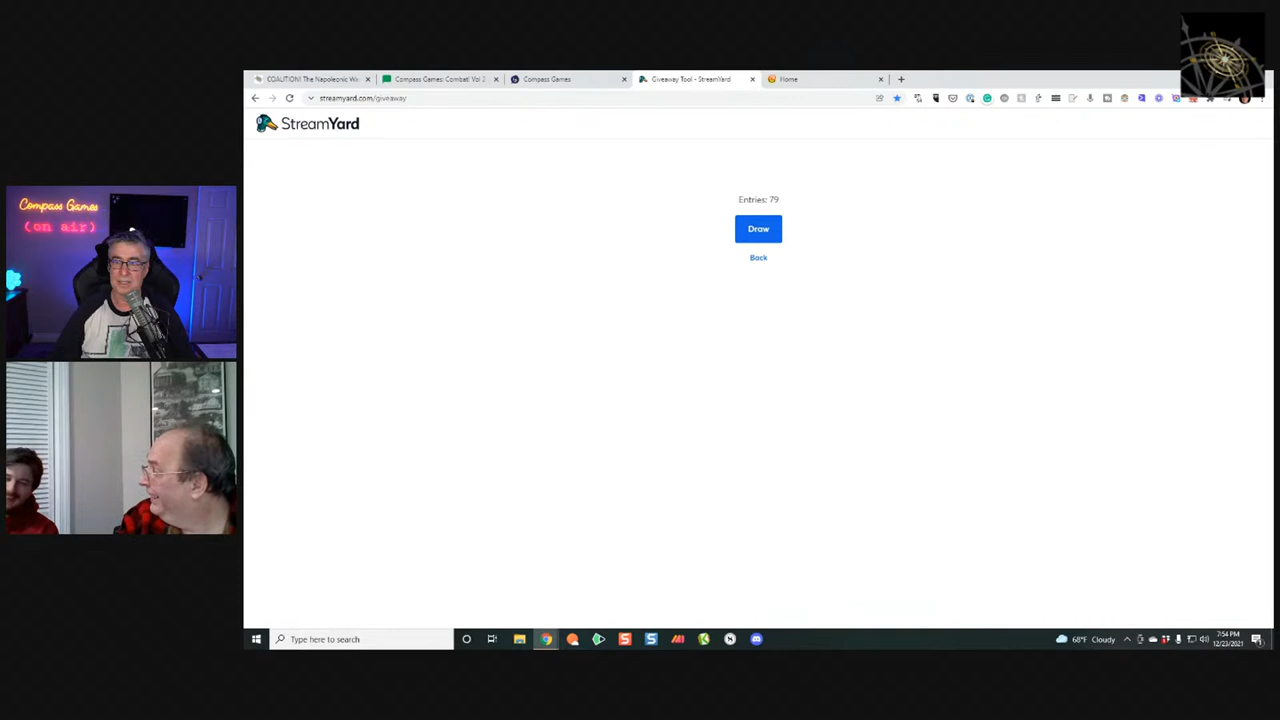 COALITION! The Napoleonic W
Compass Games: Combat! Vol 2
Compass Games
Giveaway Tool - StreamYard
Home
streamyard.com/giveaway
StreamYard
Entries: 79
Draw
Back
Compass Games
(on air)
Type here to search
68°F Cloudy
7:54 PM
12/23/2021